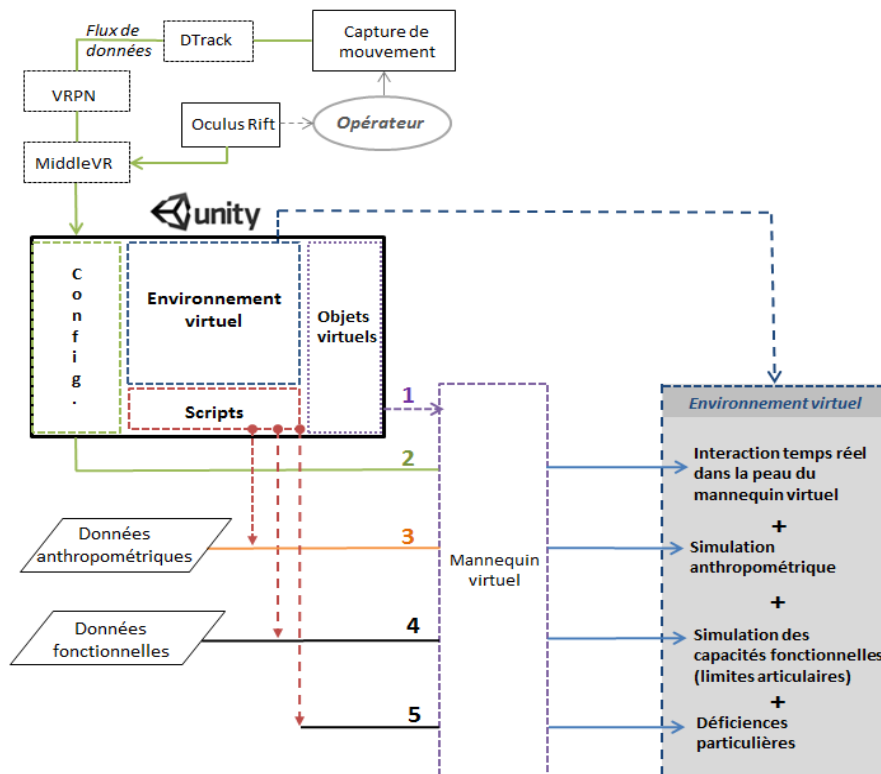 Flux de
données
DTrack
Capture de
mouvement
VRPN
Oculus Rift
Opérateur
MiddleVR
unity
Config.
Environnement
virtuel
Objets
virtuels
Scripts
1
2
3
4
5
Données
anthropométriques
Données
fonctionnelles
Mannequin
virtuel
Environnement virtuel
Interaction temps réel
dans la peau du
mannequin virtuel
+
Simulation
anthropométrique
+
Simulation des
capacités fonctionnelles
(limites articulaires)
+
Déficiences
particulières